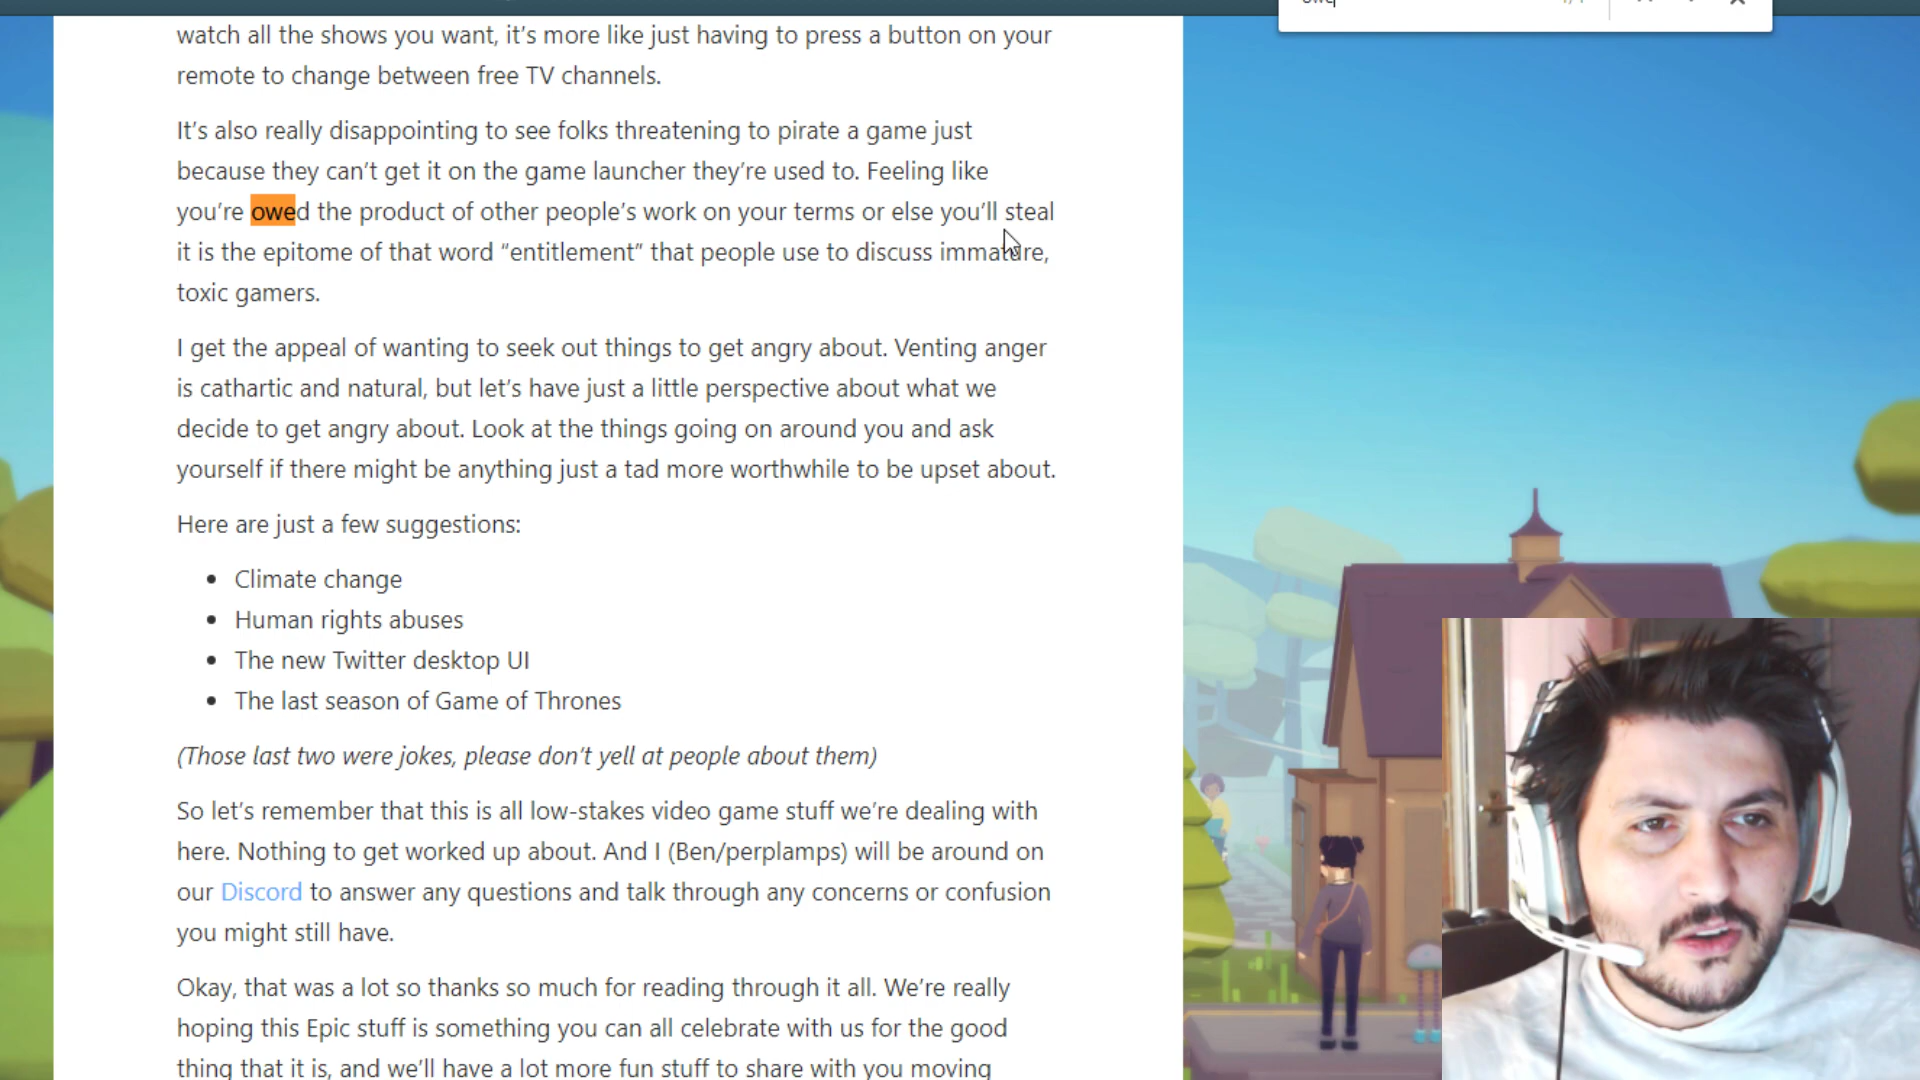 watch all the shows you want, it’s more like just having to press a button on your
remote to change between free TV channels.
It’s also really disappointing to see folks threatening to pirate a game just
because they can’t get it on the game launcher they’re used to. Feeling like
you’re owed the product of other people’s work on your terms or else you’ll steal
it is the epitome of that word “entitlement” that people use to discuss immature,
toxic gamers.
I get the appeal of wanting to seek out things to get angry about. Venting anger
is cathartic and natural, but let’s have just a little perspective about what we
decide to get angry about. Look at the things going on around you and ask
yourself if there might be anything just a tad more worthwhile to be upset about.
Here are just a few suggestions:
• Climate change
• Human rights abuses
• The new Twitter desktop UI
• The last season of Game of Thrones
(Those last two were jokes, please don’t yell at people about them)
So let’s remember that this is all low-stakes video game stuff we’re dealing with
here. Nothing to get worked up about. And I (Ben/perplamps) will be around on
our Discord to answer any questions and talk through any concerns or confusion
you might still have.
Okay, that was a lot so thanks so much for reading through it all. We’re really
hoping this Epic stuff is something you can all celebrate with us for the good
thing that it is, and we’ll have a lot more fun stuff to share with you moving